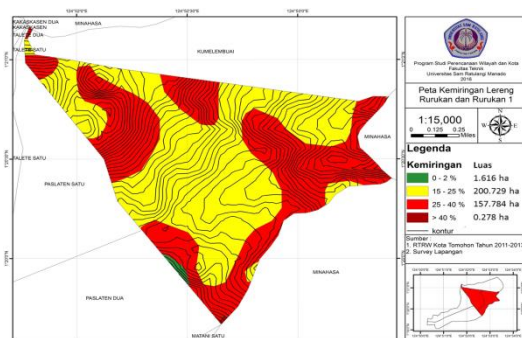 KAKASKASEN DUA
KAKASKASEN
MINAHASA
TALETE DUA
TALETE SATU
KUMELEMBUAI
MINAHASA
TALETE SATU
PASLATEN SATU
MINAHASA
PASLATEN DUA
MATANI SATU
Program Studi Perencanaan Wilayah dan Kota
Fakultas Teknik
Universitas Sam Ratulangi Manado
2016
Peta Kemiringan Lereng
Rurukan dan Rurukan 1
1:15,000
N
W
E
S
0 0.125 0.25
Miles
Legenda
Kemiringan Luas
0 - 2 % 1.616 ha
15 - 25 % 200.729 ha
25 - 40 % 157.784 ha
> 40 % 0.278 ha
kontur
Sumber :
1. RTRW Kota Tomohon Tahun 2011-201
2. Survey Lapangan